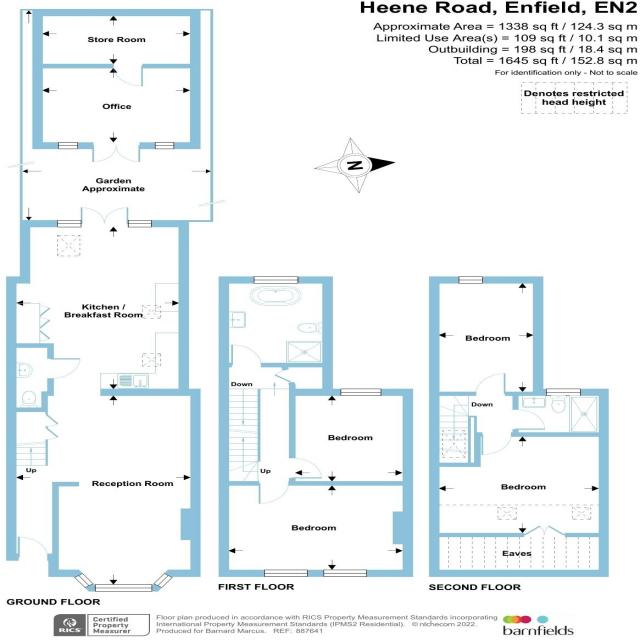 Heene Road, Enfield, EN2
Approximate Area = 1338 sq ft / 124.3 sq m
Limited Use Area(s) = 109 sq ft / 10.1 sq m
Outbuilding = 198 sq ft / 18.4 sq m
Total = 1645 sq ft / 152.8 sq m
For identification only - Not to scale
Denotes restricted
head height
Store Room
Office
Garden
Approximate
N
Kitchen /
Breakfast Room
Up
Reception Room
GROUND FLOOR
Down
Up
Bedroom
Bedroom
FIRST FLOOR
Bedroom
Down
Bedroom
Eaves
SECOND FLOOR
RICS
Certified
Property
Measurer
Floor plan produced in accordance with RICS Property Measurement Standards incorporating
International Property Measurement Standards (IPMS2 Residential). © nichecom 2022.
Produced for Barnard Marcus. REF: 887641
barnfields